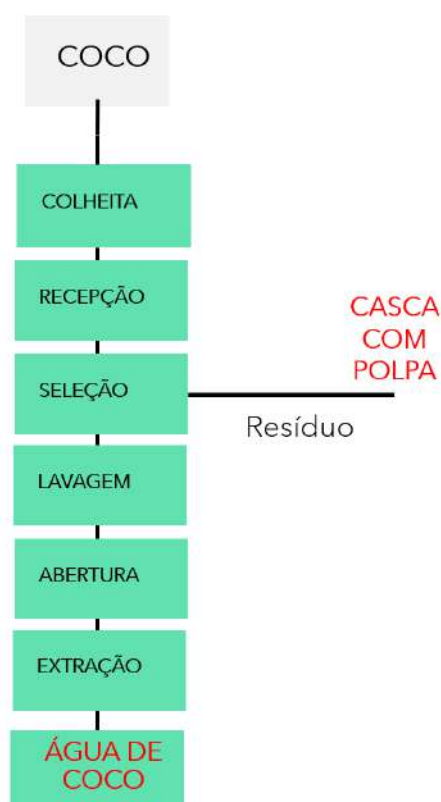 COCO
COLHEITA
RECEPÇÃO
CASCA
COM
POLPA
SELEÇÃO
Resíduo
LAVAGEM
ABERTURA
EXTRAÇÃO
ÁGUA DE
COCO